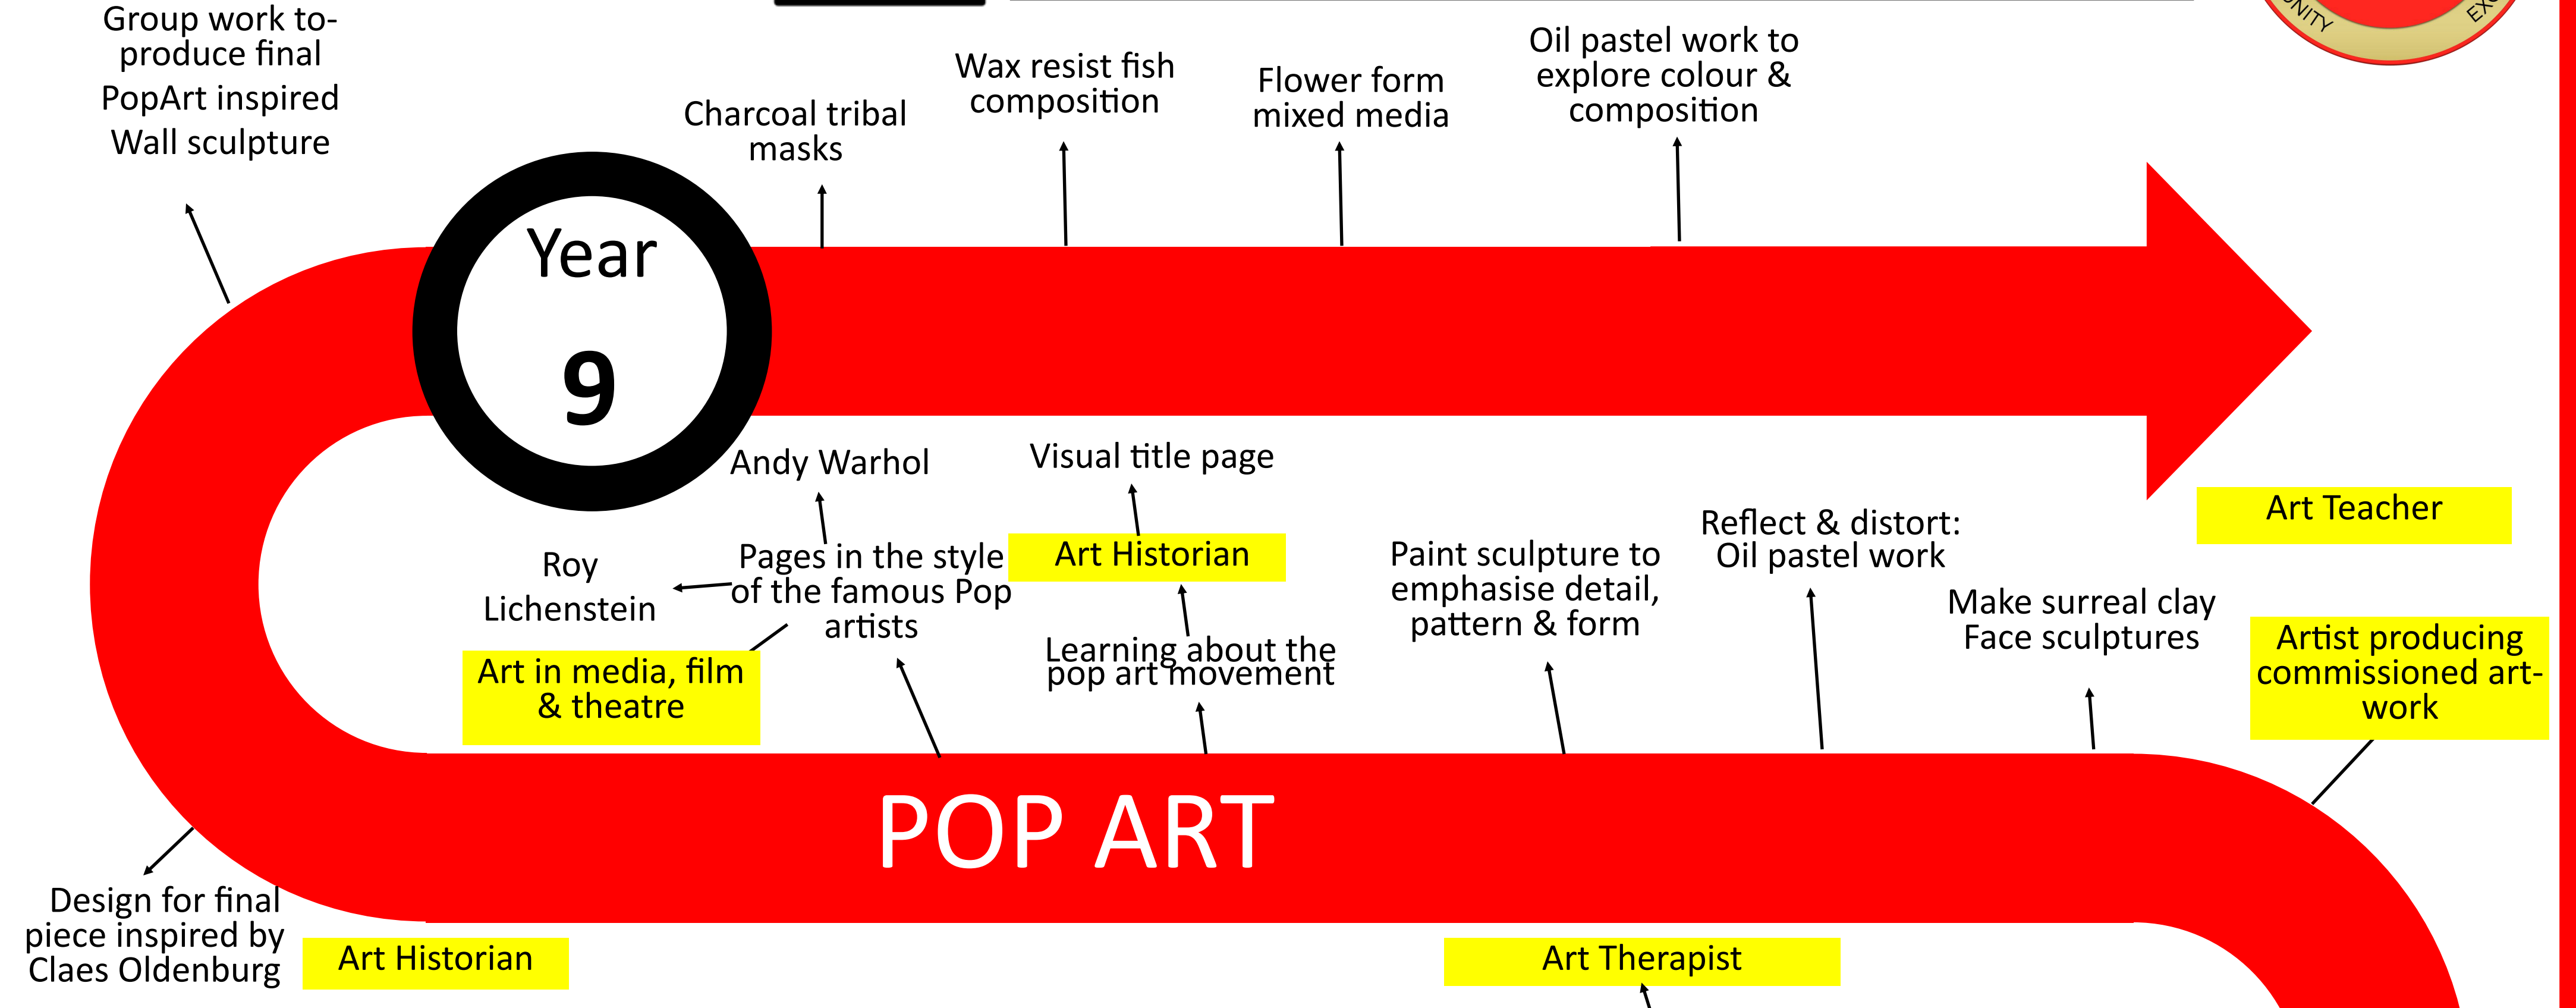 Group work to-
produce final
PopArt inspired
Wall sculpture
Charcoal tribal
masks
Wax resist fish
composition
Flower form
mixed media
Oil pastel work to
explore colour &
composition
UNITY
EXC
Year
9
Andy Warhol
Visual title page
Roy
Lichenstein
Pages in the style
of the famous Pop
artists
Art Historian
Art in media, film
& theatre
Learning about the
pop art movement
Paint sculpture to
emphasise detail,
pattern & form
Reflect & distort:
Oil pastel work
Make surreal clay
Face sculptures
Art Teacher
Artist producing
commissioned art-
work
POP ART
Design for final
piece inspired by
Claes Oldenburg
Art Historian
Art Therapist